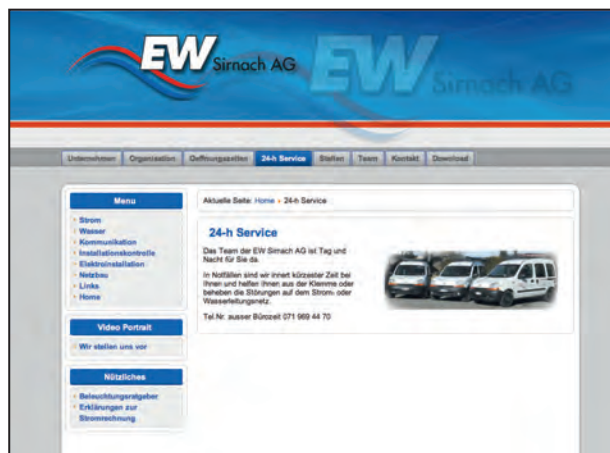 EW Sirnach AG EW Sirnach AG
Unternehmen Organisation Oeffnungszeiten 24-h Service Stellen Team Kontakt Download
Menu
Strom
Wasser
Kommunikation
Installationskontrolle
Elektroinstallation
Netzbau
Links
Home
Video Portrait
Wir stellen uns vor
Nützliches
Beleuchtungsratgeber
Erklärungen zur
Stromrechnung
Aktuelle Seite: Home 24-h Service
24-h Service
Das Team der EW Sirnach AG ist Tag und
Nacht für Sie da.
In Notfällen sind wir innert kürzester Zeit bei
Ihnen und helfen Ihnen aus der Klemme oder
beheben die Störungen auf dem Strom- oder
Wasserleitungsnetz.
Tel.Nr. ausser Bürozeit 071 969 44 70